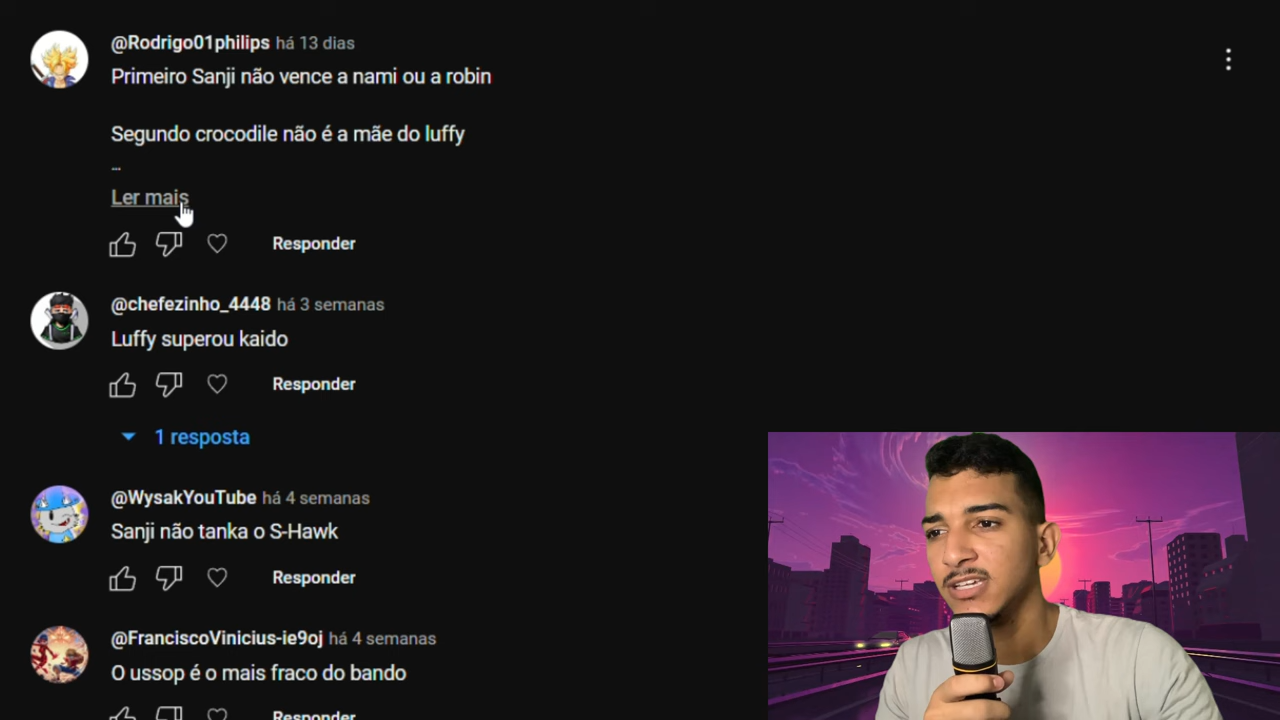 @Rodrigo01philips há 13 dias
Primeiro Sanji não vence a nami ou a robin
Segundo crocodile não é a mãe do luffy
...
Ler mais
Responder
@chefezinho_4448 há 3 semanas
Luffy superou kaido
Responder
1 resposta
@WysakYouTube há 4 semanas
Sanji não tanka o S-Hawk
Responder
@FranciscoVinicius-ie9oj há 4 semanas
O ussop é o mais fraco do bando
Responder